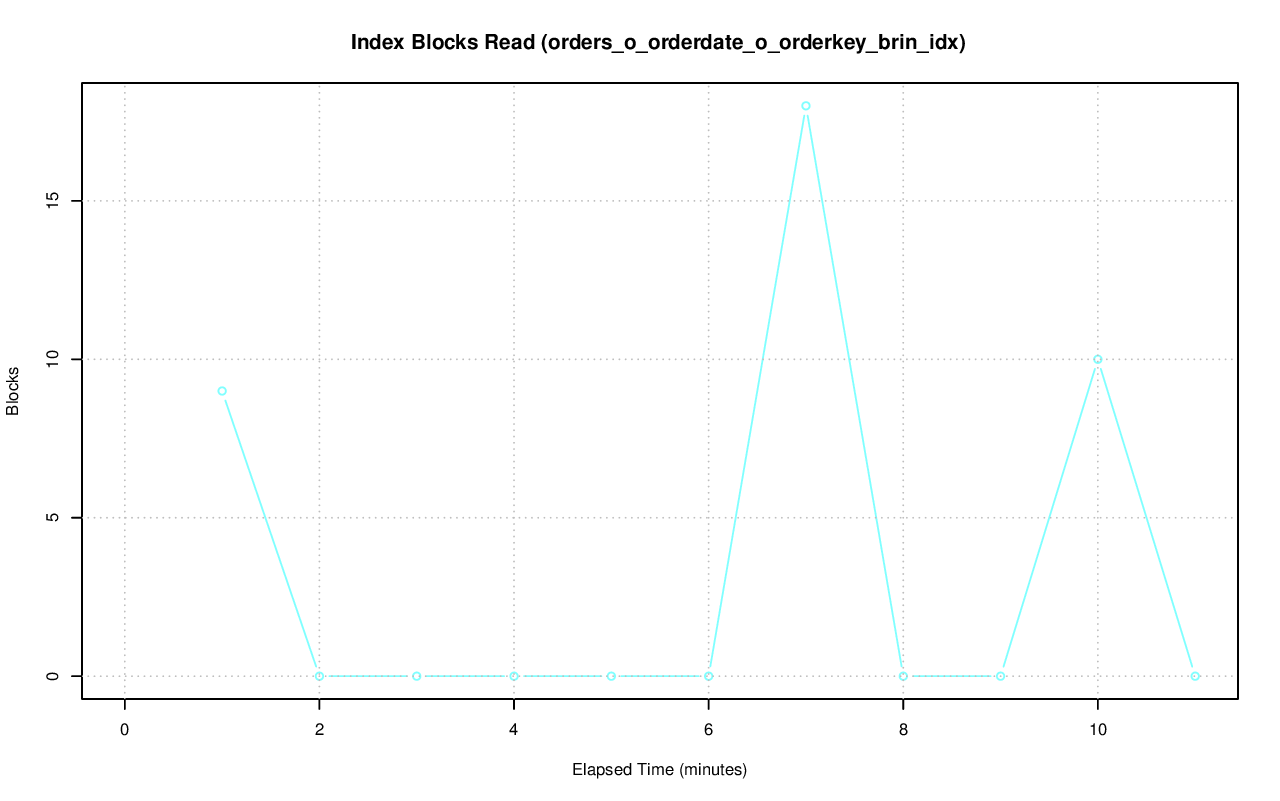 Index Blocks Read (orders_o_orderdate_o_orderkey_brin_idx)
Blocks
15
10
5
0
0 2 4 6 8 10
Elapsed Time (minutes)